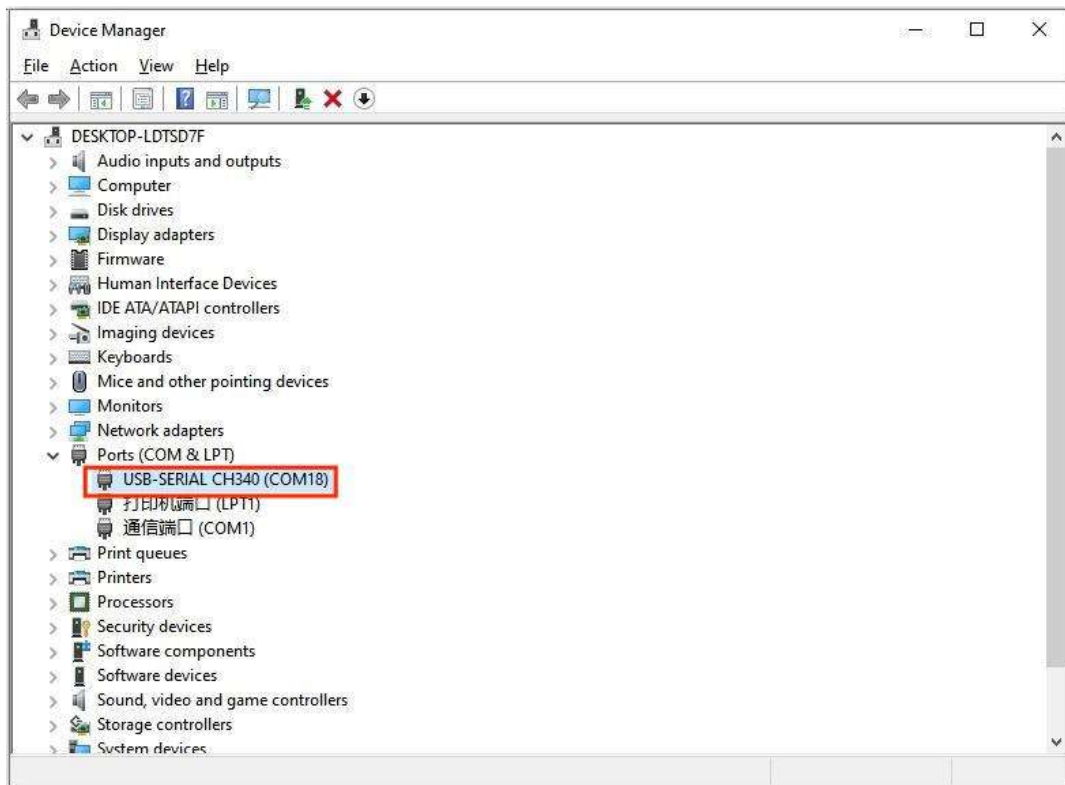 Device Manager
File Action View Help
DESKTOP-LDTSD7F
Audio inputs and outputs
Computer
Disk drives
Display adapters
Firmware
Human Interface Devices
IDE ATA/ATAPI controllers
Imaging devices
Keyboards
Mice and other pointing devices
Monitors
Network adapters
Ports (COM & LPT)
USB-SERIAL CH340 (COM18)
打印机端口 (LPT1)
通信端口 (COM1)
Print queues
Printers
Processors
Security devices
Software components
Software devices
Sound, video and game controllers
Storage controllers
System devices